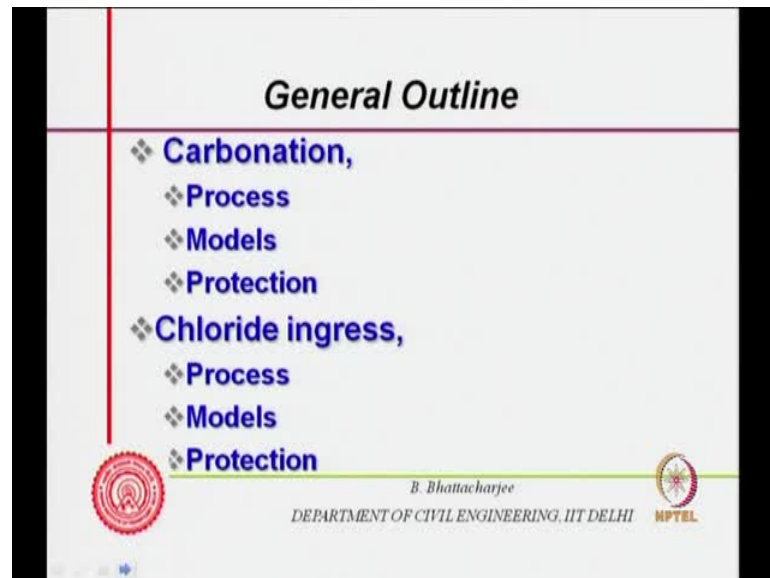 General Outline
Carbonation,
Process
Models
Protection
Chloride ingress,
Process
Models
Protection
B. Bhattacharjee
DEPARTMENT OF CIVIL ENGINEERING, IIT DELHI
NPTEL